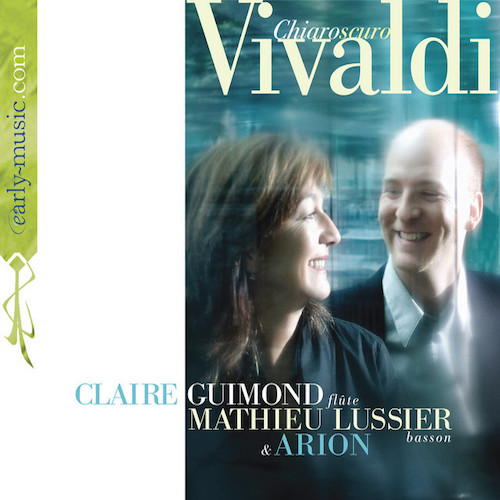 Chiaroscuro
Vivaldi
early-music.com
CLAIRE GUIMOND flûte
MATHIEU LUSSIER
basson
& ARION